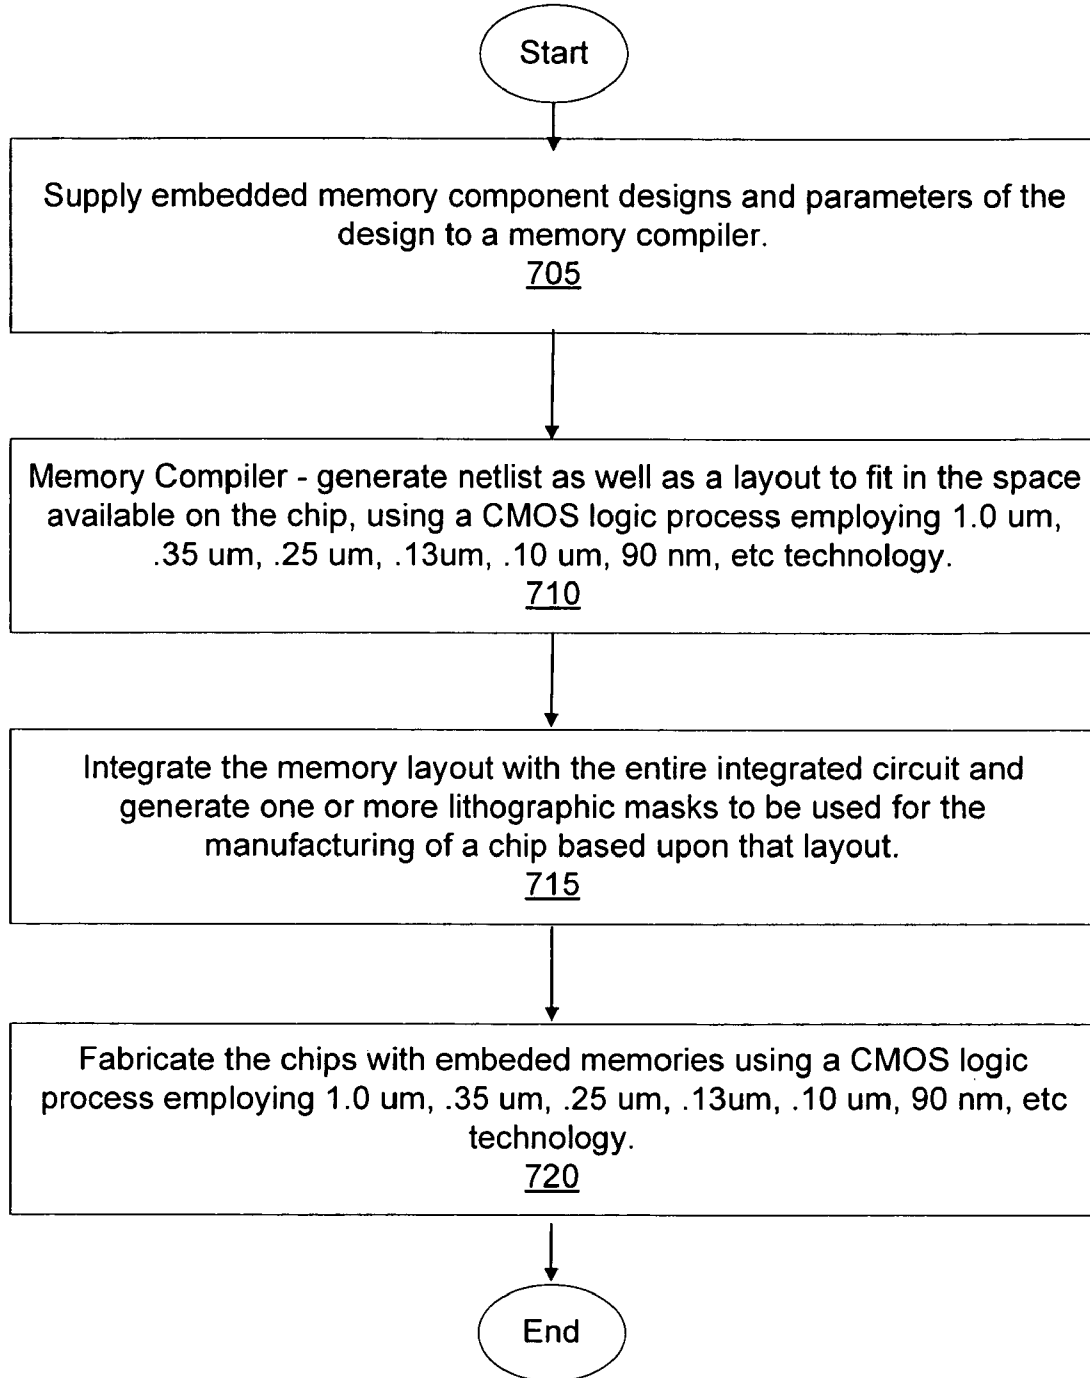 Start
Supply embedded memory component designs and parameters of the
design to a memory compiler.
705
Memory Compiler - generate netlist as well as a layout to fit in the space
available on the chip, using a CMOS logic process employing 1.0 um,
.35 um, .25 um, .13um, .10 um, 90 nm, etc technology.
710
Integrate the memory layout with the entire integrated circuit and
generate one or more lithographic masks to be used for the
manufacturing of a chip based upon that layout.
715
Fabricate the chips with embeded memories using a CMOS logic
process employing 1.0 um, .35 um, .25 um, .13um, .10 um, 90 nm, etc
technology.
720
End